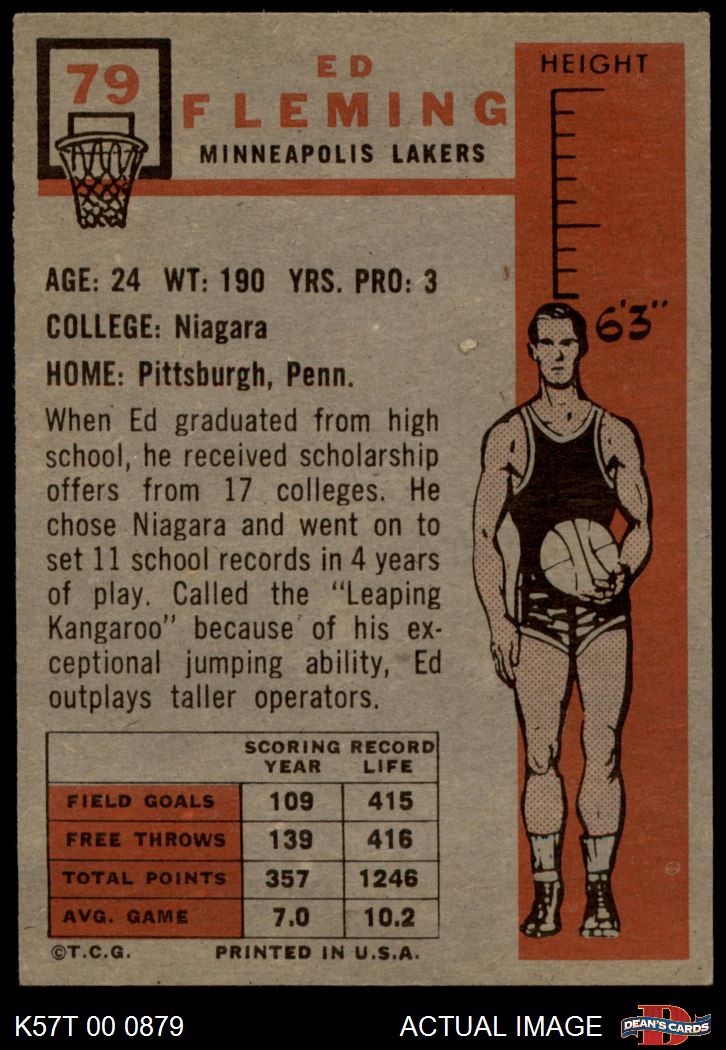 79
ED
FLEMING
MINNEAPOLIS LAKERS
HEIGHT
6'3"
AGE: 24 WT: 190 YRS. PRO: 3
COLLEGE: Niagara
HOME: Pittsburgh, Penn.
When Ed graduated from high
school, he received scholarship
offers from 17 colleges. He
chose Niagara and went on to
set 11 school records in 4 years
of play. Called the "Leaping
Kangaroo" because of his ex-
ceptional jumping ability, Ed
outplays taller operators.
SCORING RECORD
YEAR LIFE
FIELD GOALS 109 415
FREE THROWS 139 416
TOTAL POINTS 357 1246
AVG. GAME 7.0 10.2
©T.C.G. PRINTED IN U.S.A.
K57T 00 0879 ACTUAL IMAGE D DEAN'S CARDS